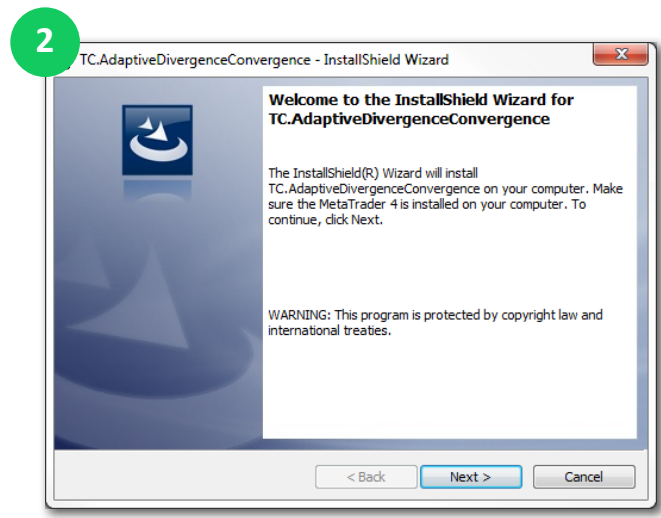 2
TC.AdaptiveDivergenceConvergence - InstallShield Wizard
Welcome to the InstallShield Wizard for
TC.AdaptiveDivergenceConvergence
The InstallShield(R) Wizard will install
TC.AdaptiveDivergenceConvergence on your computer. Make
sure the MetaTrader 4 is installed on your computer. To
continue, click Next.
WARNING: This program is protected by copyright law and
international treaties.
< Back
Next >
Cancel